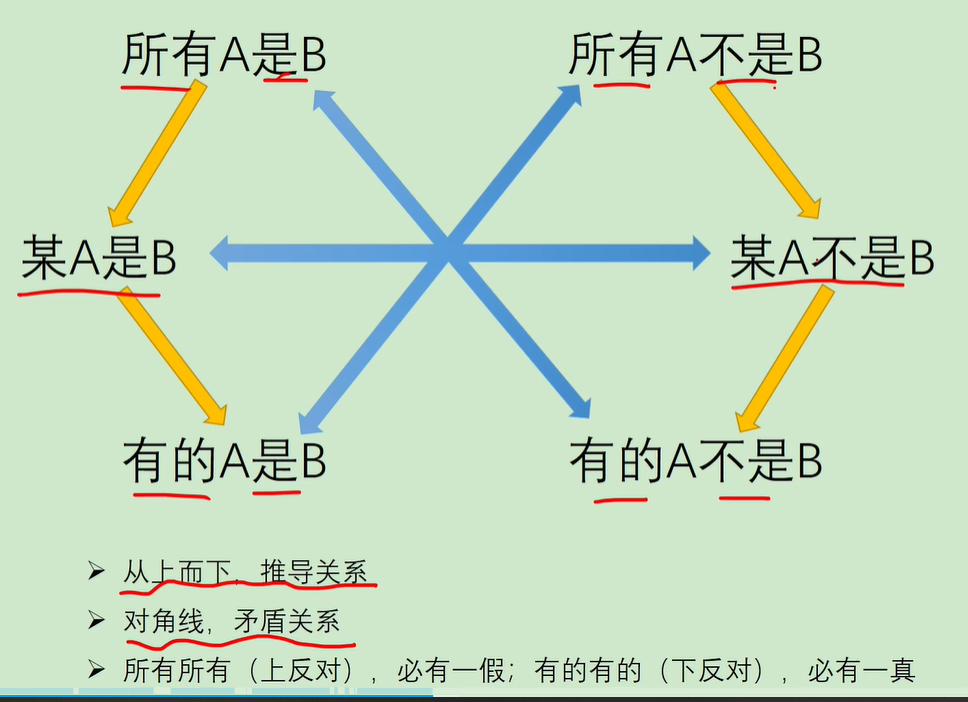 所有A是B
所有A不是B
某A是B
某A不是B
有的A是B
有的A不是B
从上而下，推导关系
对角线，矛盾关系
所有所有（上反对），必有一假；有的有的（下反对），必有一真